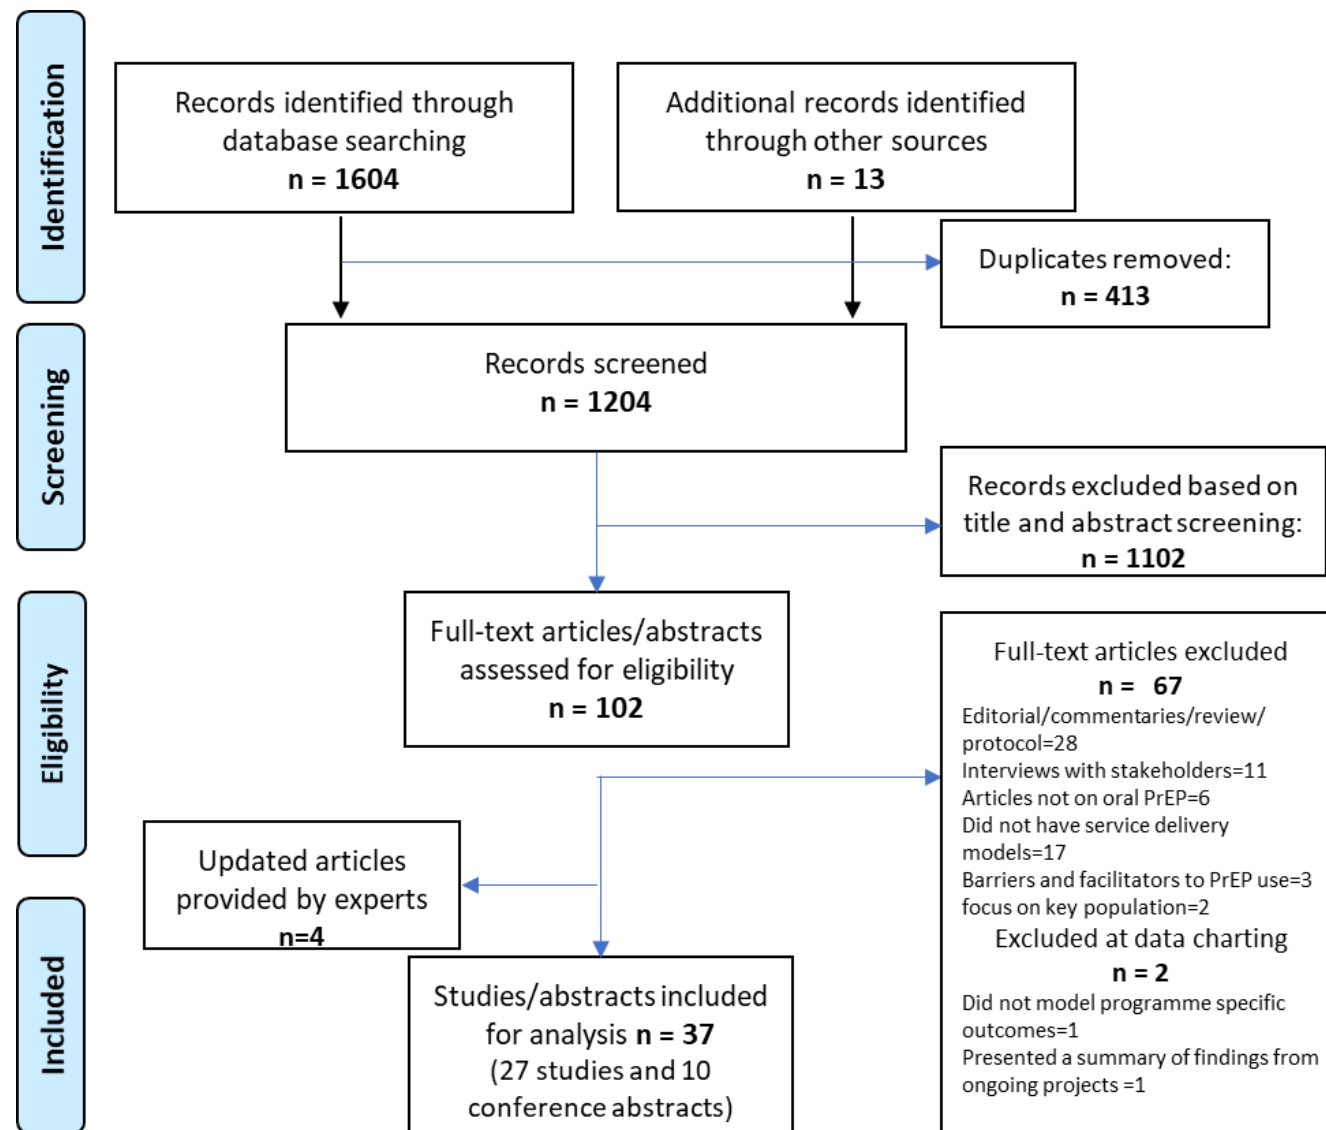 Identification
Records identified through
database searching
n = 1604
Additional records identified
through other sources
n = 13
Duplicates removed:
n = 413
Screening
Records screened
n = 1204
Records excluded based on
title and abstract screening:
n = 1102
Eligibility
Full-text articles/abstracts
assessed for eligibility
n = 102
Full-text articles excluded
n = 67
Editorial/commentaries/review/
protocol=28
Interviews with stakeholders=11
Articles not on oral PrEP=6
Did not have service delivery
models=17
Barriers and facilitators to PrEP use=3
focus on key population=2
Excluded at data charting
n = 2
Did not model programme specific
outcomes=1
Presented a summary of findings from
ongoing projects =1
Updated articles
provided by experts
n=4
Included
Studies/abstracts included
for analysis n = 37
(27 studies and 10
conference abstracts)